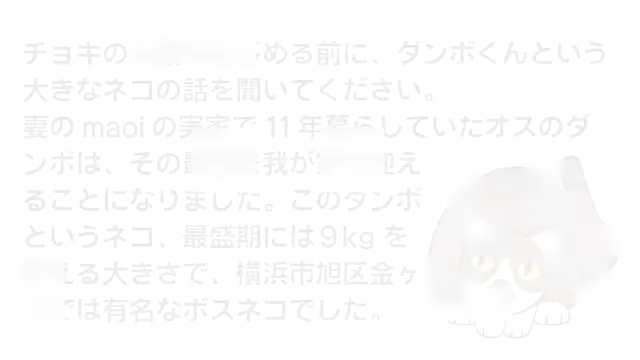 チョキの める前に、ダンボくんという
大きなネコの話を聞いてください。
妻の maoi の実家で 11 年暮らしていたオスのダ
ンボは、その 我が 迎え
ることになりました。このダンボ
というネコ、最盛期には9kg を
える大きさで、横浜市旭区金ヶ
では有名なボスネコでした。